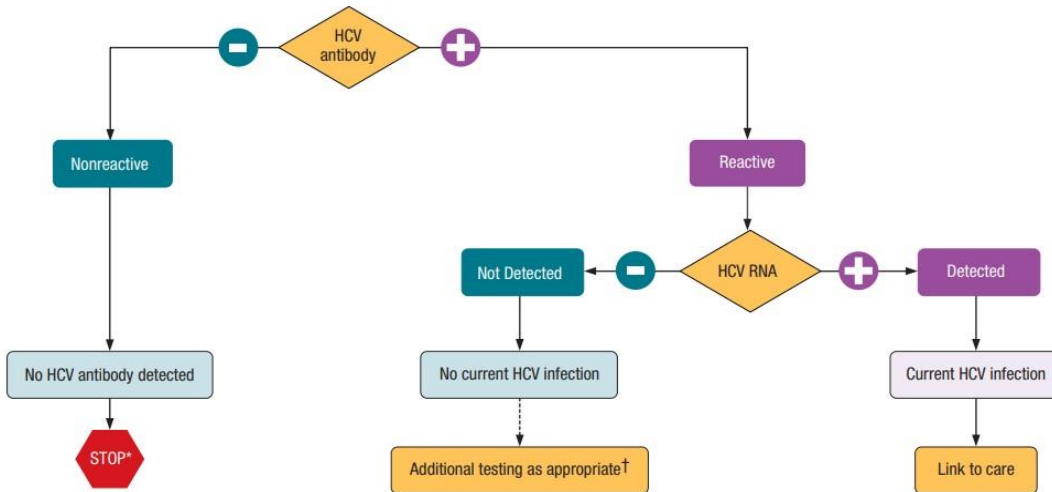 HCV
antibody
Nonreactive
Reactive
Not Detected
HCV RNA
Detected
No HCV antibody detected
No current HCV infection
Current HCV infection
STOP*
Additional testing as appropriate†
Link to care